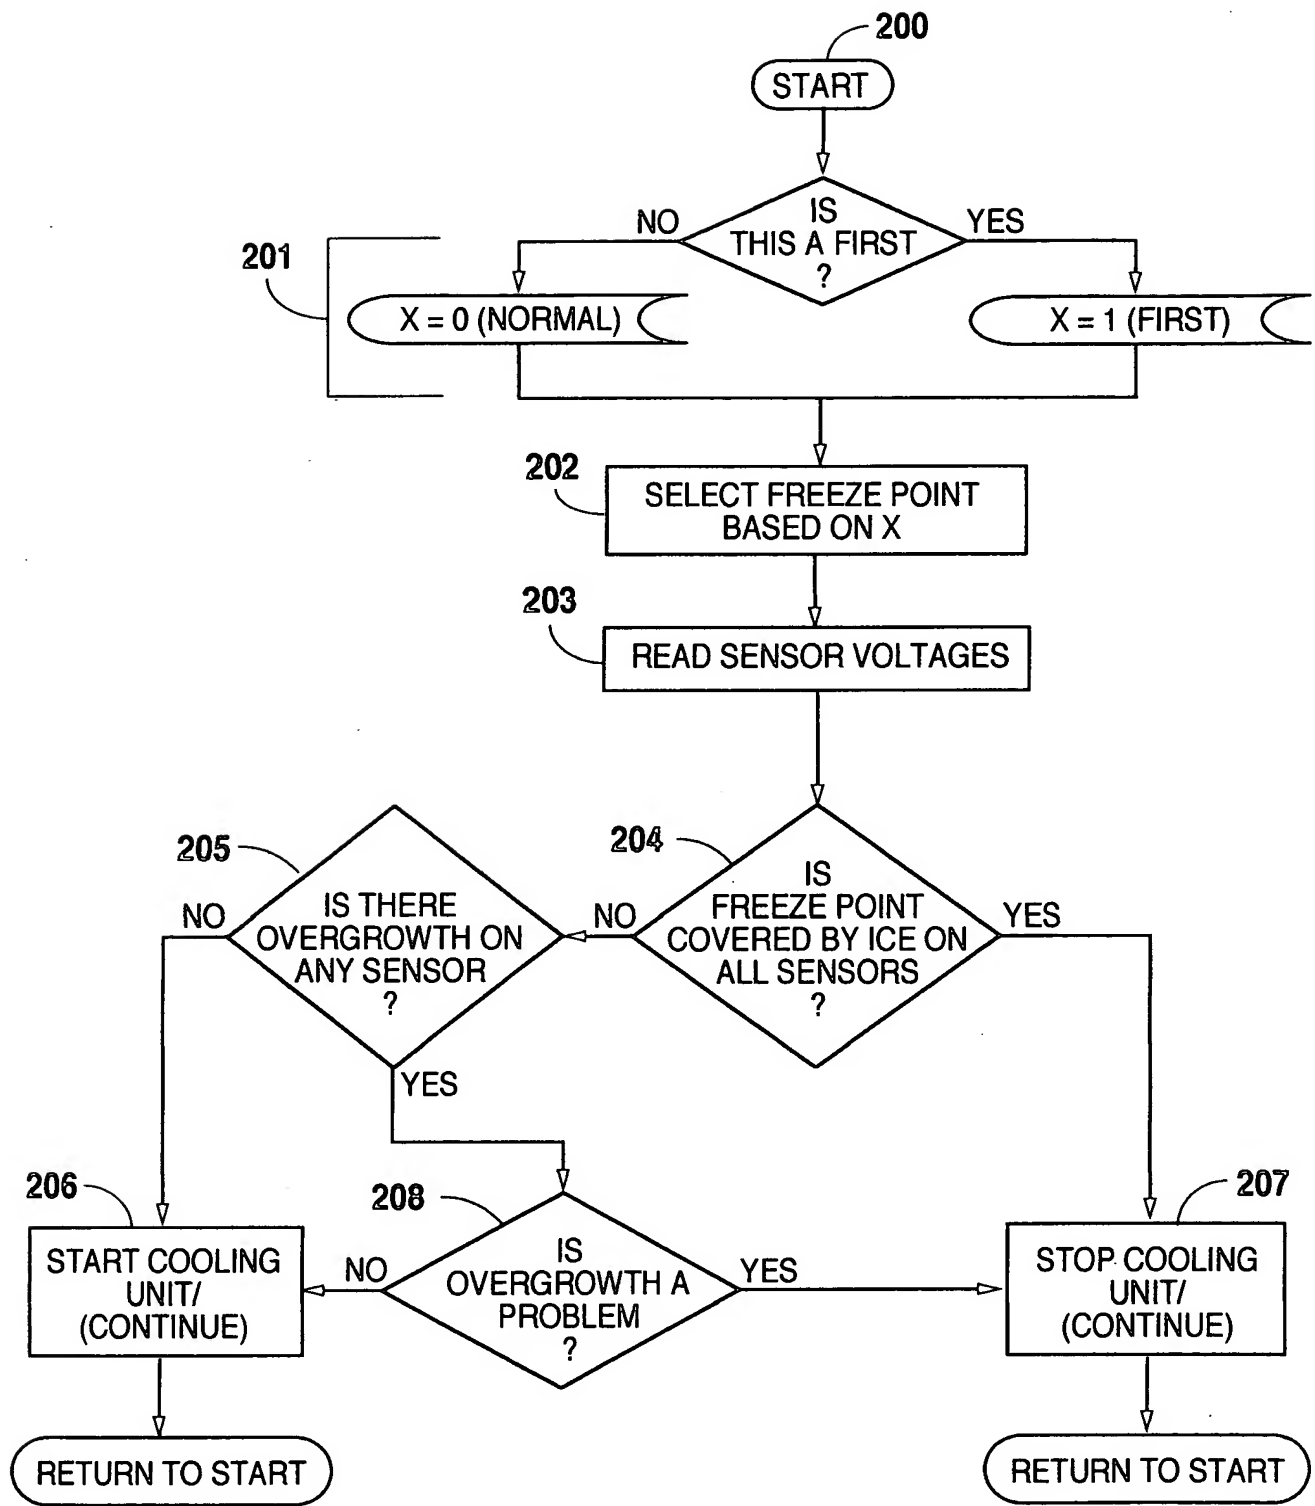 200
START
IS
THIS A FIRST
?
NO
YES
201
X = 0 (NORMAL)
X = 1 (FIRST)
202
SELECT FREEZE POINT
BASED ON X
203
READ SENSOR VOLTAGES
204
IS
FREEZE POINT
COVERED BY ICE ON
ALL SENSORS
?
NO
YES
205
IS THERE
OVERGROWTH ON
ANY SENSOR
?
NO
YES
206
START COOLING
UNIT/
(CONTINUE)
208
IS
OVERGROWTH A
PROBLEM
?
NO
YES
207
STOP COOLING
UNIT/
(CONTINUE)
RETURN TO START
RETURN TO START